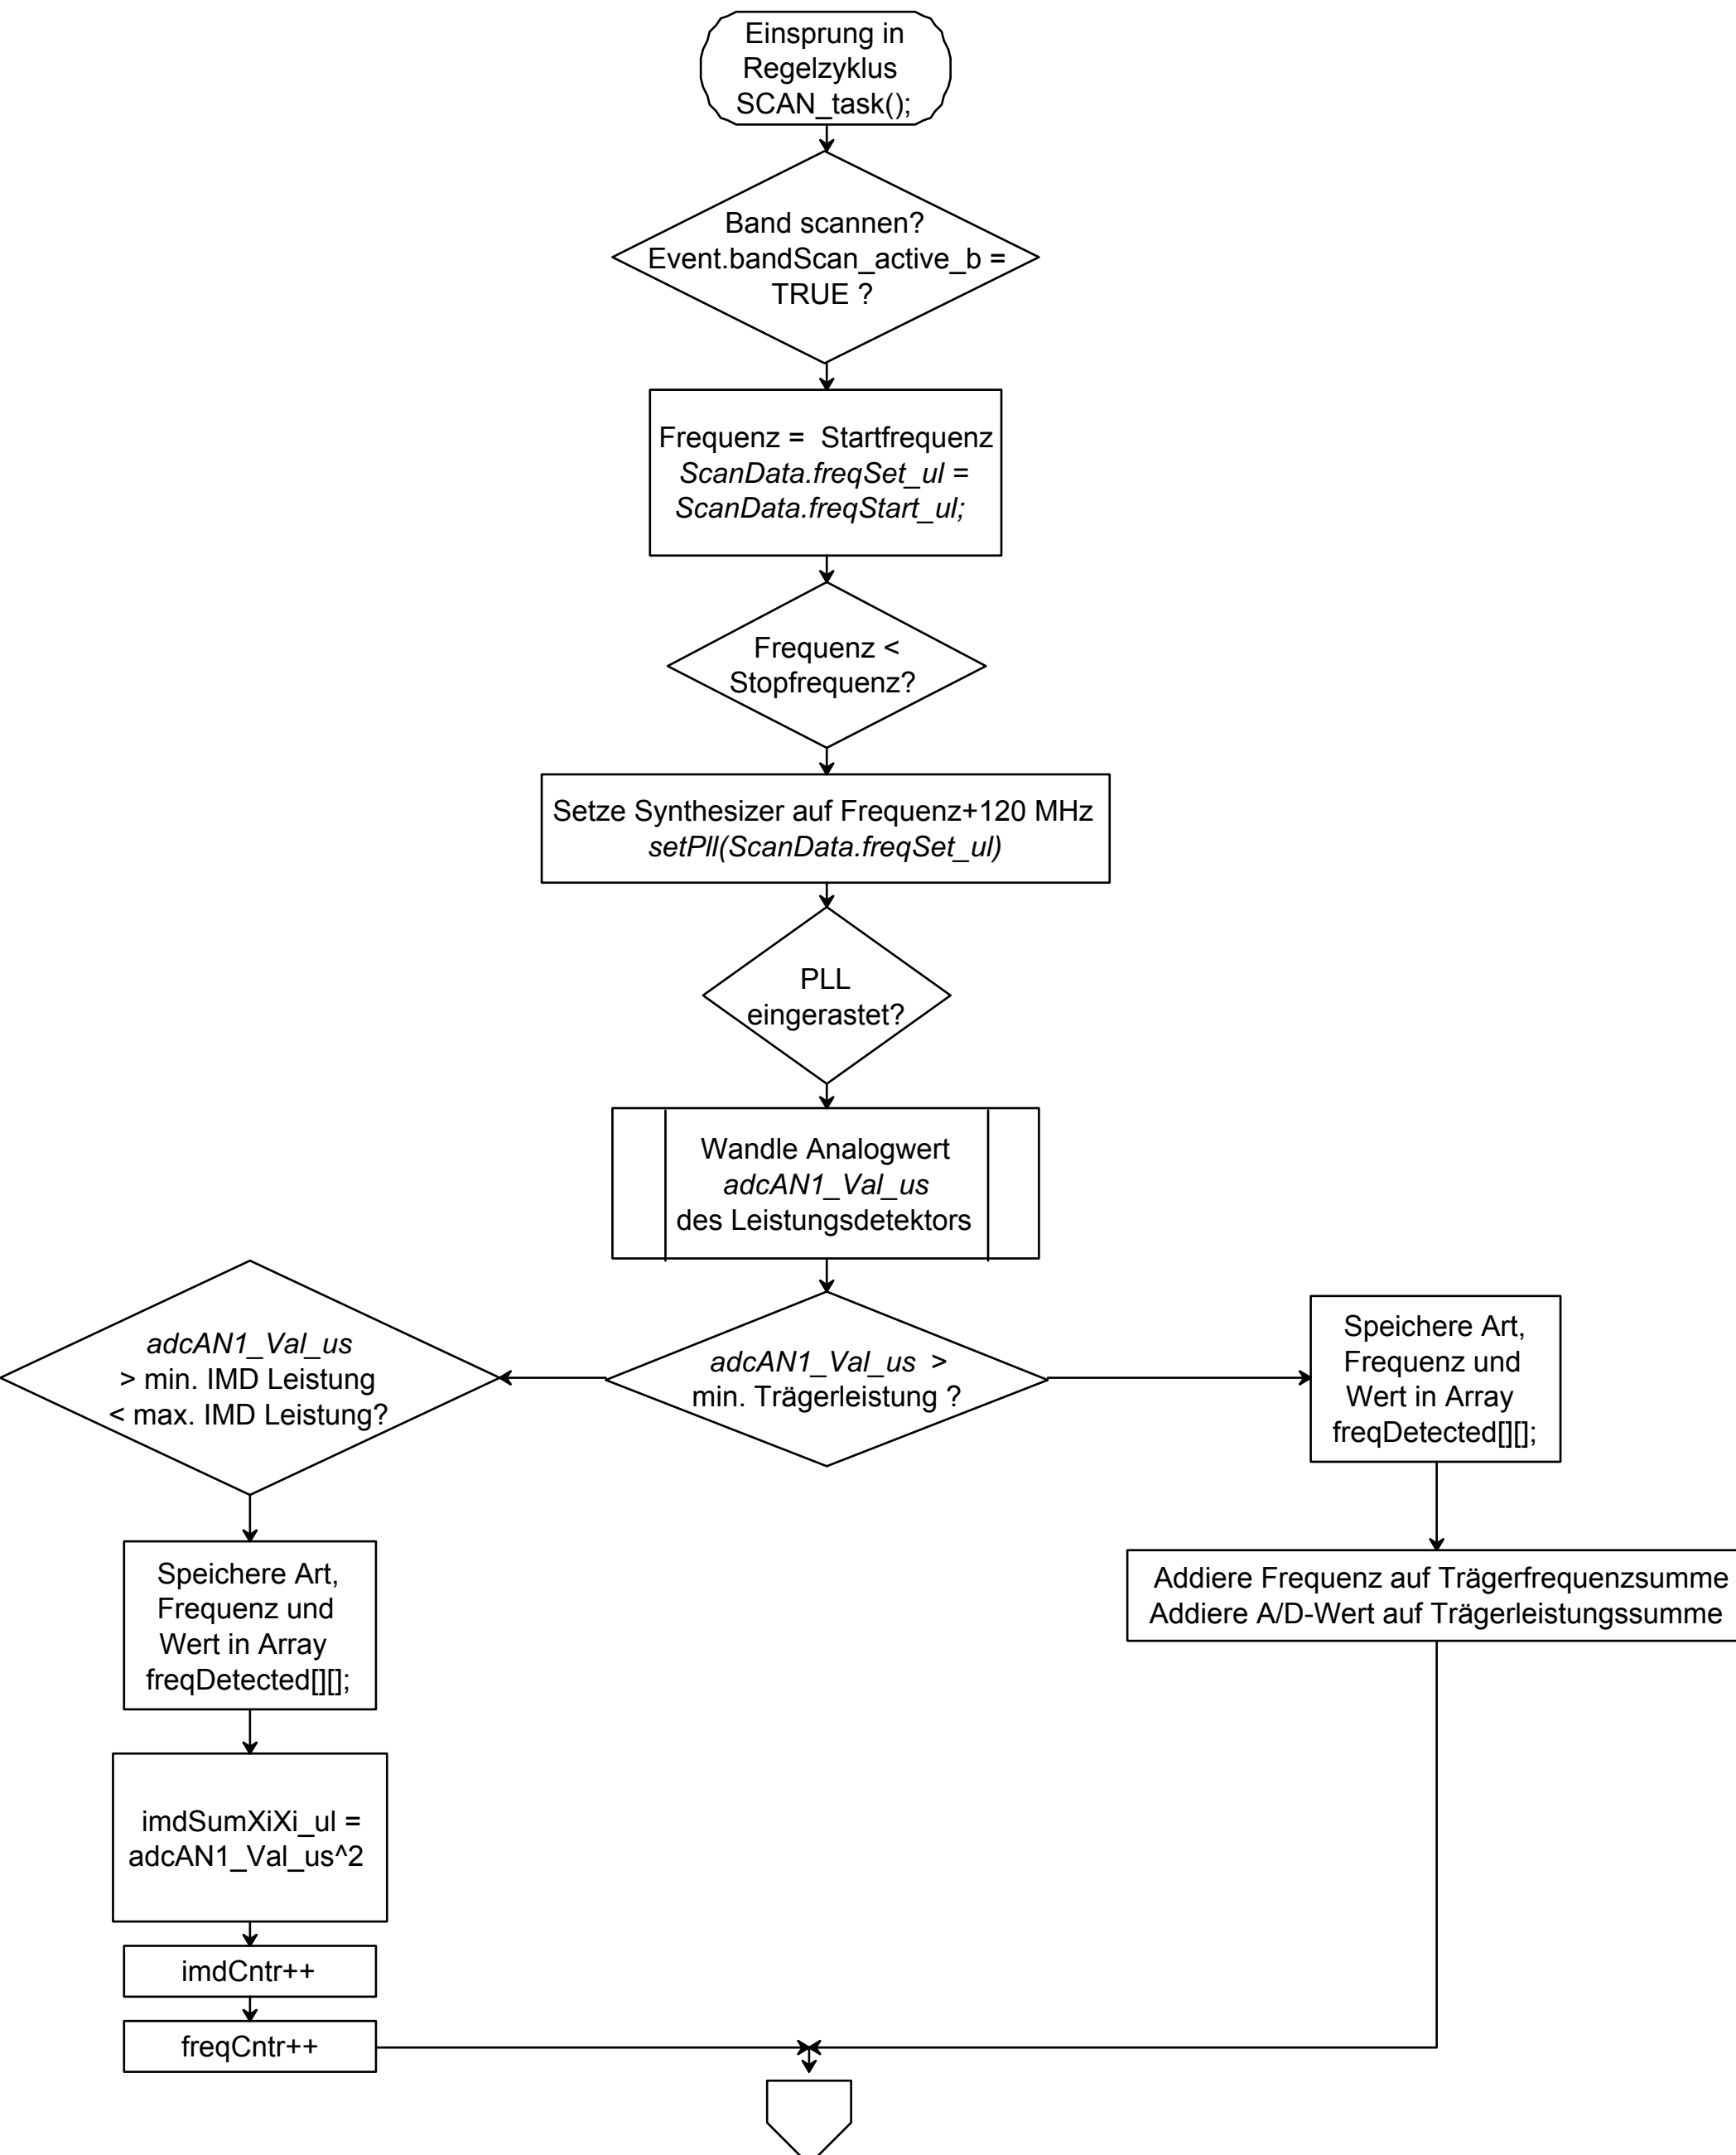 Einsprung in
Regelzyklus
SCAN_task();
Band scannen?
Event.bandScan_active_b =
TRUE ?
Frequenz = Startfrequenz
ScanData.freqSet_ul =
ScanData.freqStart_ul;
Frequenz <
Stopfrequenz?
Setze Synthesizer auf Frequenz+120 MHz
setPll(ScanData.freqSet_ul)
PLL
eingerastet?
Wandle Analogwert
adcAN1_Val_us
des Leistungsdetektors
adcAN1_Val_us
> min. IMD Leistung
< max. IMD Leistung?
adcAN1_Val_us >
min. Trägerleistung ?
Speichere Art,
Frequenz und
Wert in Array
freqDetected[][];
Speichere Art,
Frequenz und
Wert in Array
freqDetected[][];
Addiere Frequenz auf Trägerfrequenzsumme
Addiere A/D-Wert auf Trägerleistungssumme
imdSumXiXi_ul =
adcAN1_Val_us^2
imdCntr++
freqCntr++